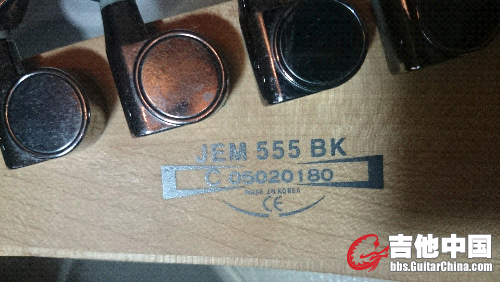 JEM 555 BK
C 05020180
MADE IN KOREA
CE
吉他中国
bbs.GuitarChina.com